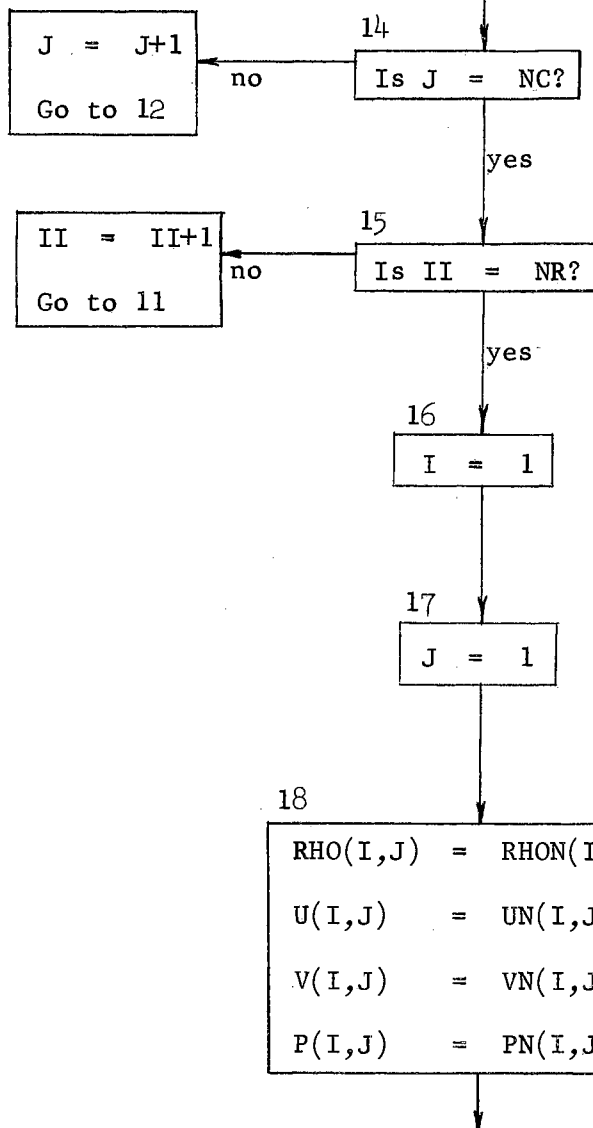 14
J = J+1
no
Is J = NC?
Go to 12
yes
15
II = II+1
no
Is II = NR?
Go to 11
yes
16
I = 1
17
J = 1
18
RHO(I,J) = RHON(I
U(I,J) = UN(I,J
V(I,J) = VN(I,J
P(I,J) = PN(I,J